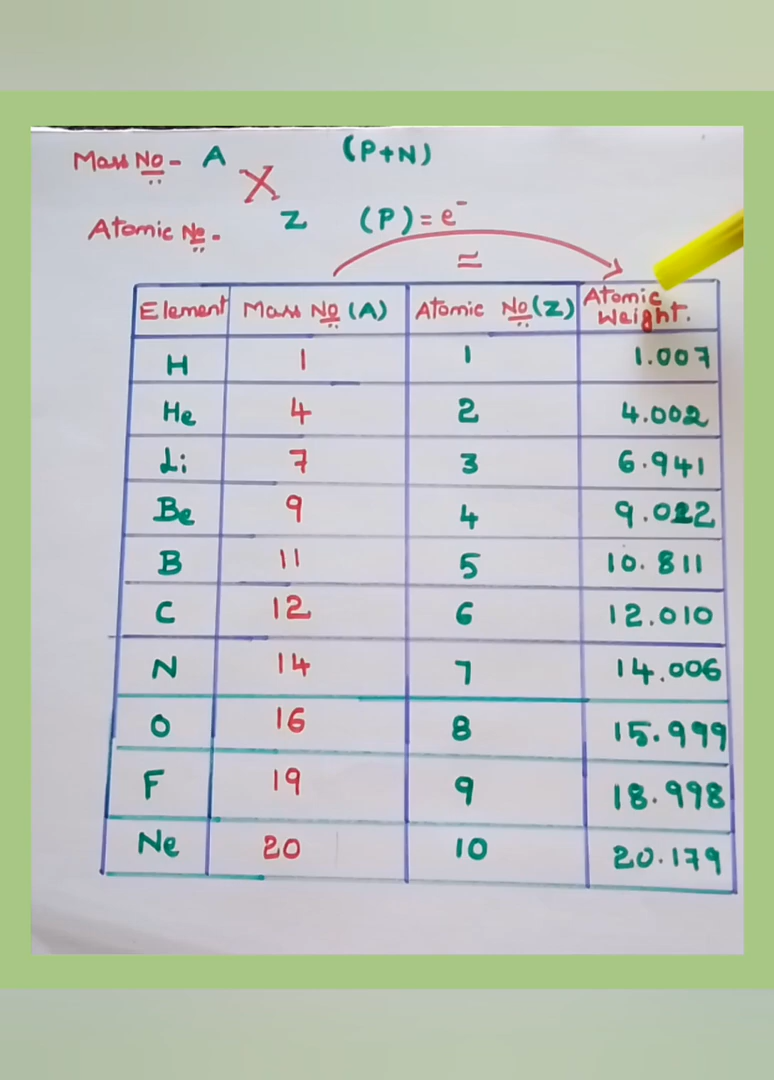 Mass No - A (P+N)
X
Atomic No - Z (P) = e⁻
=
Element Mass No (A) Atomic No (Z) Atomic Weight.
H 1 1 1.007
He 4 2 4.002
Li 7 3 6.941
Be 9 4 9.022
B 11 5 10.811
C 12 6 12.010
N 14 7 14.006
O 16 8 15.999
F 19 9 18.998
Ne 20 10 20.179